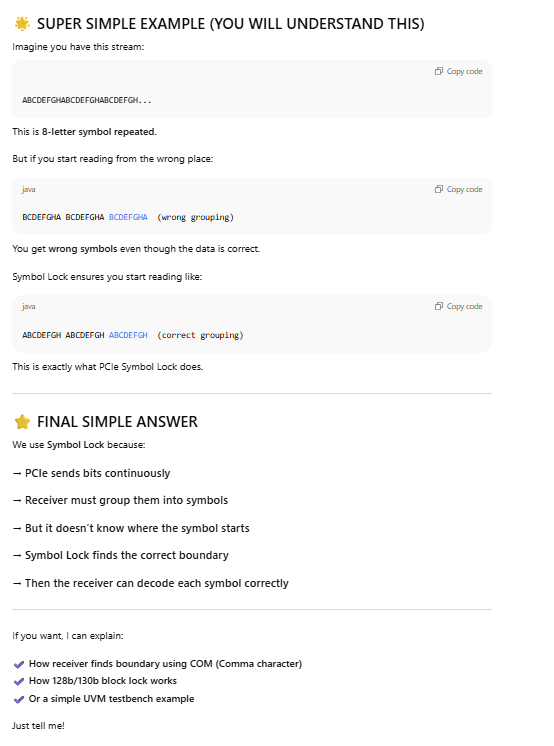 🌟 SUPER SIMPLE EXAMPLE (YOU WILL UNDERSTAND THIS)
Imagine you have this stream:
Copy code
ABCDEFGHABCDEFGHABCDEFGH...
This is 8-letter symbol repeated.
But if you start reading from the wrong place:
java
Copy code
BCDEFGHA BCDEFGHA BCDEFGHA (wrong grouping)
You get wrong symbols even though the data is correct.
Symbol Lock ensures you start reading like:
java
Copy code
ABCDEFGH ABCDEFGH ABCDEFGH (correct grouping)
This is exactly what PCIe Symbol Lock does.
⭐ FINAL SIMPLE ANSWER
We use Symbol Lock because:
→ PCIe sends bits continuously
→ Receiver must group them into symbols
→ But it doesn't know where the symbol starts
→ Symbol Lock finds the correct boundary
→ Then the receiver can decode each symbol correctly
If you want, I can explain:
✔ How receiver finds boundary using COM (Comma character)
✔ How 128b/130b block lock works
✔ Or a simple UVM testbench example
Just tell me!